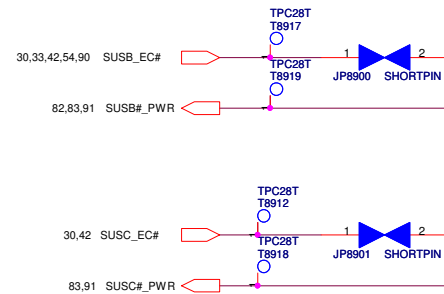 TPC28T
T8917
30,33,42,54,90 SUSB_EC# 1 2
TPC28T JP8900 SHORTPIN
T8919
82,83,91 SUSB#_PWR 1
TPC28T
T8912
30,42 SUSC_EC# 1 2
TPC28T JP8901 SHORTPIN
T8918
83,91 SUSC#_PWR